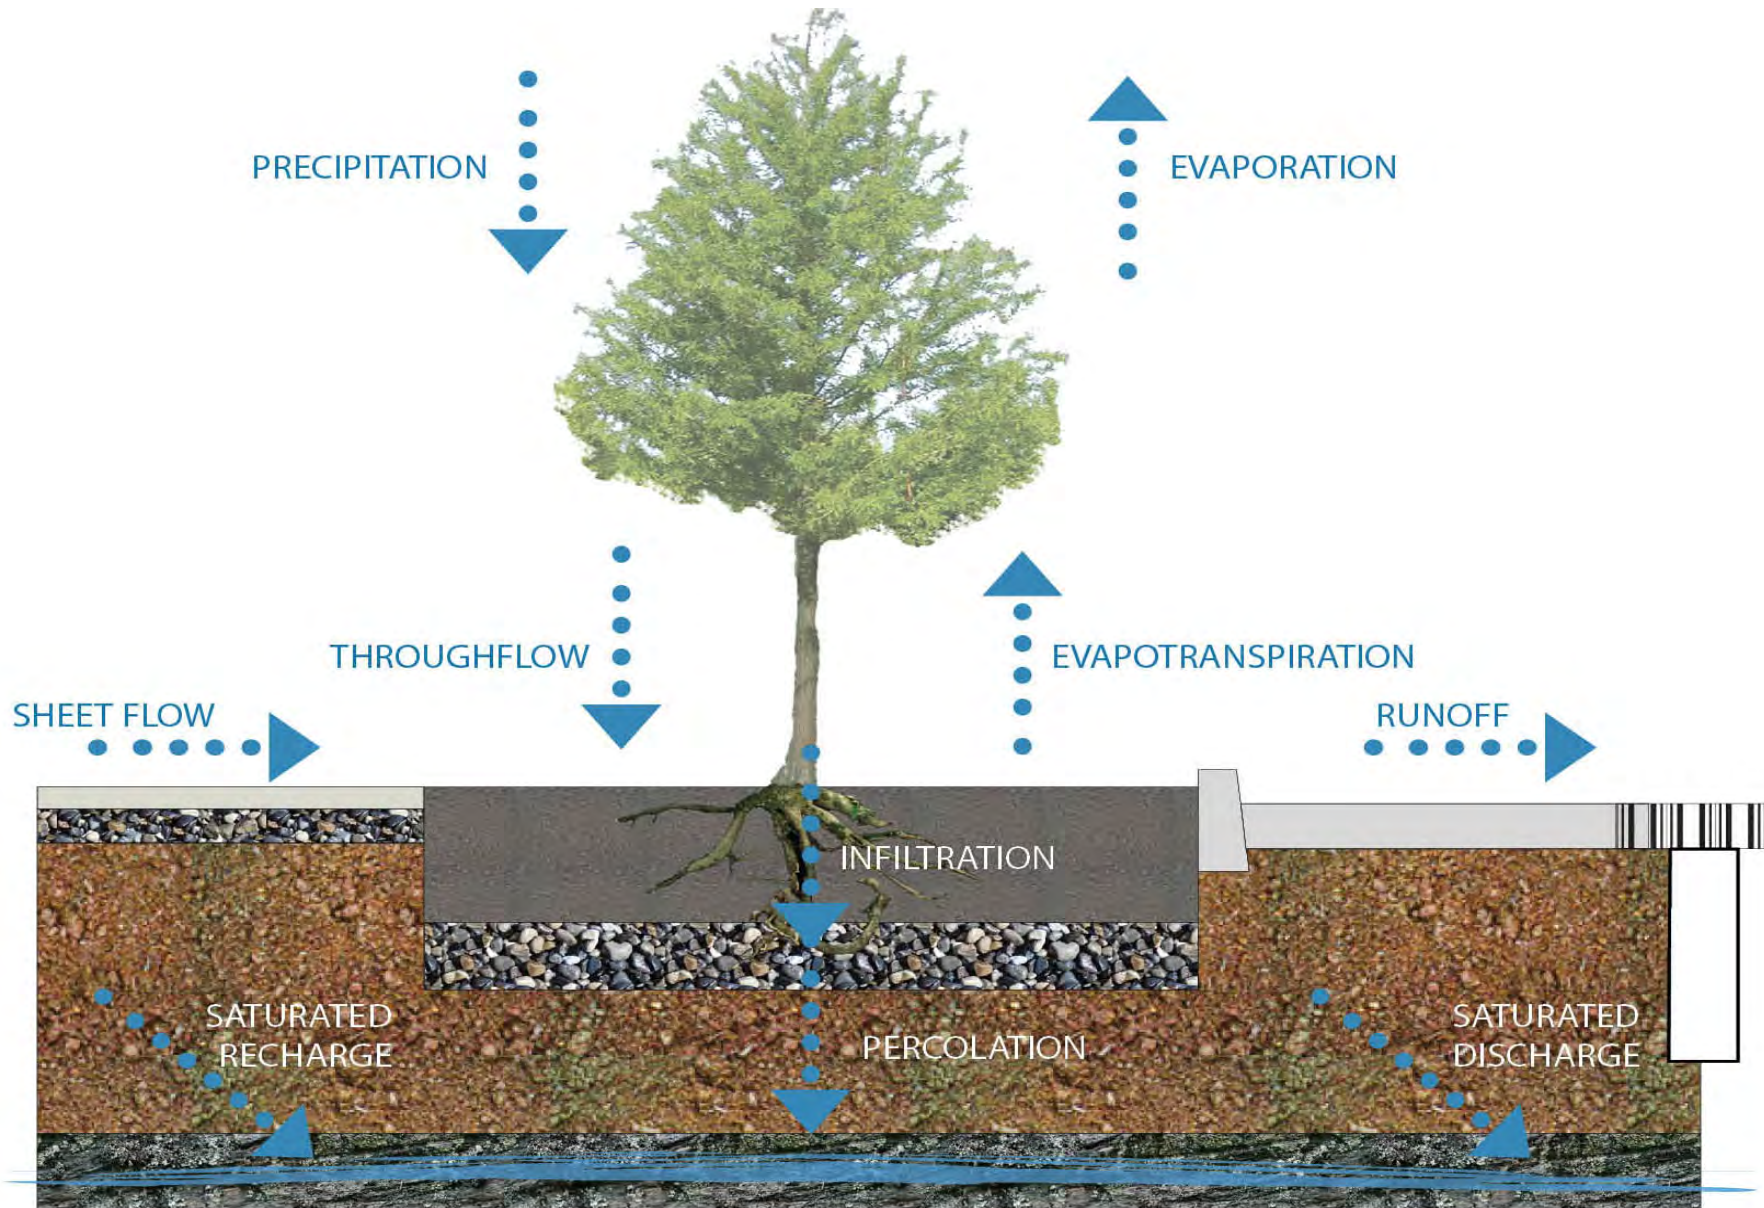 PRECIPITATION
EVAPORATION
THROUGHFLOW
EVAPOTRANSPIRATION
SHEET FLOW
RUNOFF
INFILTRATION
SATURATED
RECHARGE
PERCOLATION
SATURATED
DISCHARGE